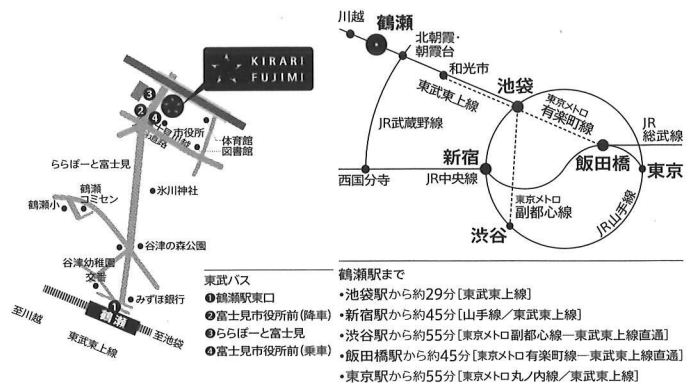 KIRARI
FUJIMI
❸
❷
❹
富士見市役所
体育館
図書館
ららぽーと富士見
氷川神社
鶴瀬
コミセン
鶴瀬小
谷津の森公園
谷津幼稚園
交番
みずほ銀行
❶
鶴瀬
至川越
至池袋
東武東上線
東武バス
❶鶴瀬駅東口
❷富士見市役所前(降車)
❸ららぽーと富士見
❹富士見市役所前(乗車)
川越
鶴瀬
北朝霞・
朝霞台
和光市
東武東上線
池袋
東京メトロ
有楽町線
JR
総武線
JR武蔵野線
新宿
飯田橋
東京
西国分寺
JR中央線
東京メトロ
副都心線
JR山手線
渋谷
鶴瀬駅まで
•池袋駅から約29分[東武東上線]
•新宿駅から約45分[山手線/東武東上線]
•渋谷駅から約55分[東京メトロ副都心線―東武東上線直通]
•飯田橋駅から約45分[東京メトロ有楽町線―東武東上線直通]
•東京駅から約55分[東京メトロ丸ノ内線/東武東上線]